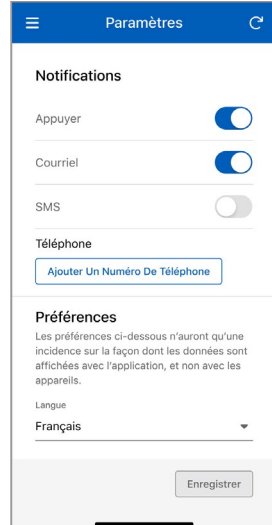 Paramètres
Notifications
Appuyer
Courriel
SMS
Téléphone
Ajouter Un Numéro De Téléphone
Préférences
Les préférences ci-dessous n'auront qu'une
incidence sur la façon dont les données sont
affichées avec l'application, et non avec les
appareils.
Langue
Français
Enregistrer